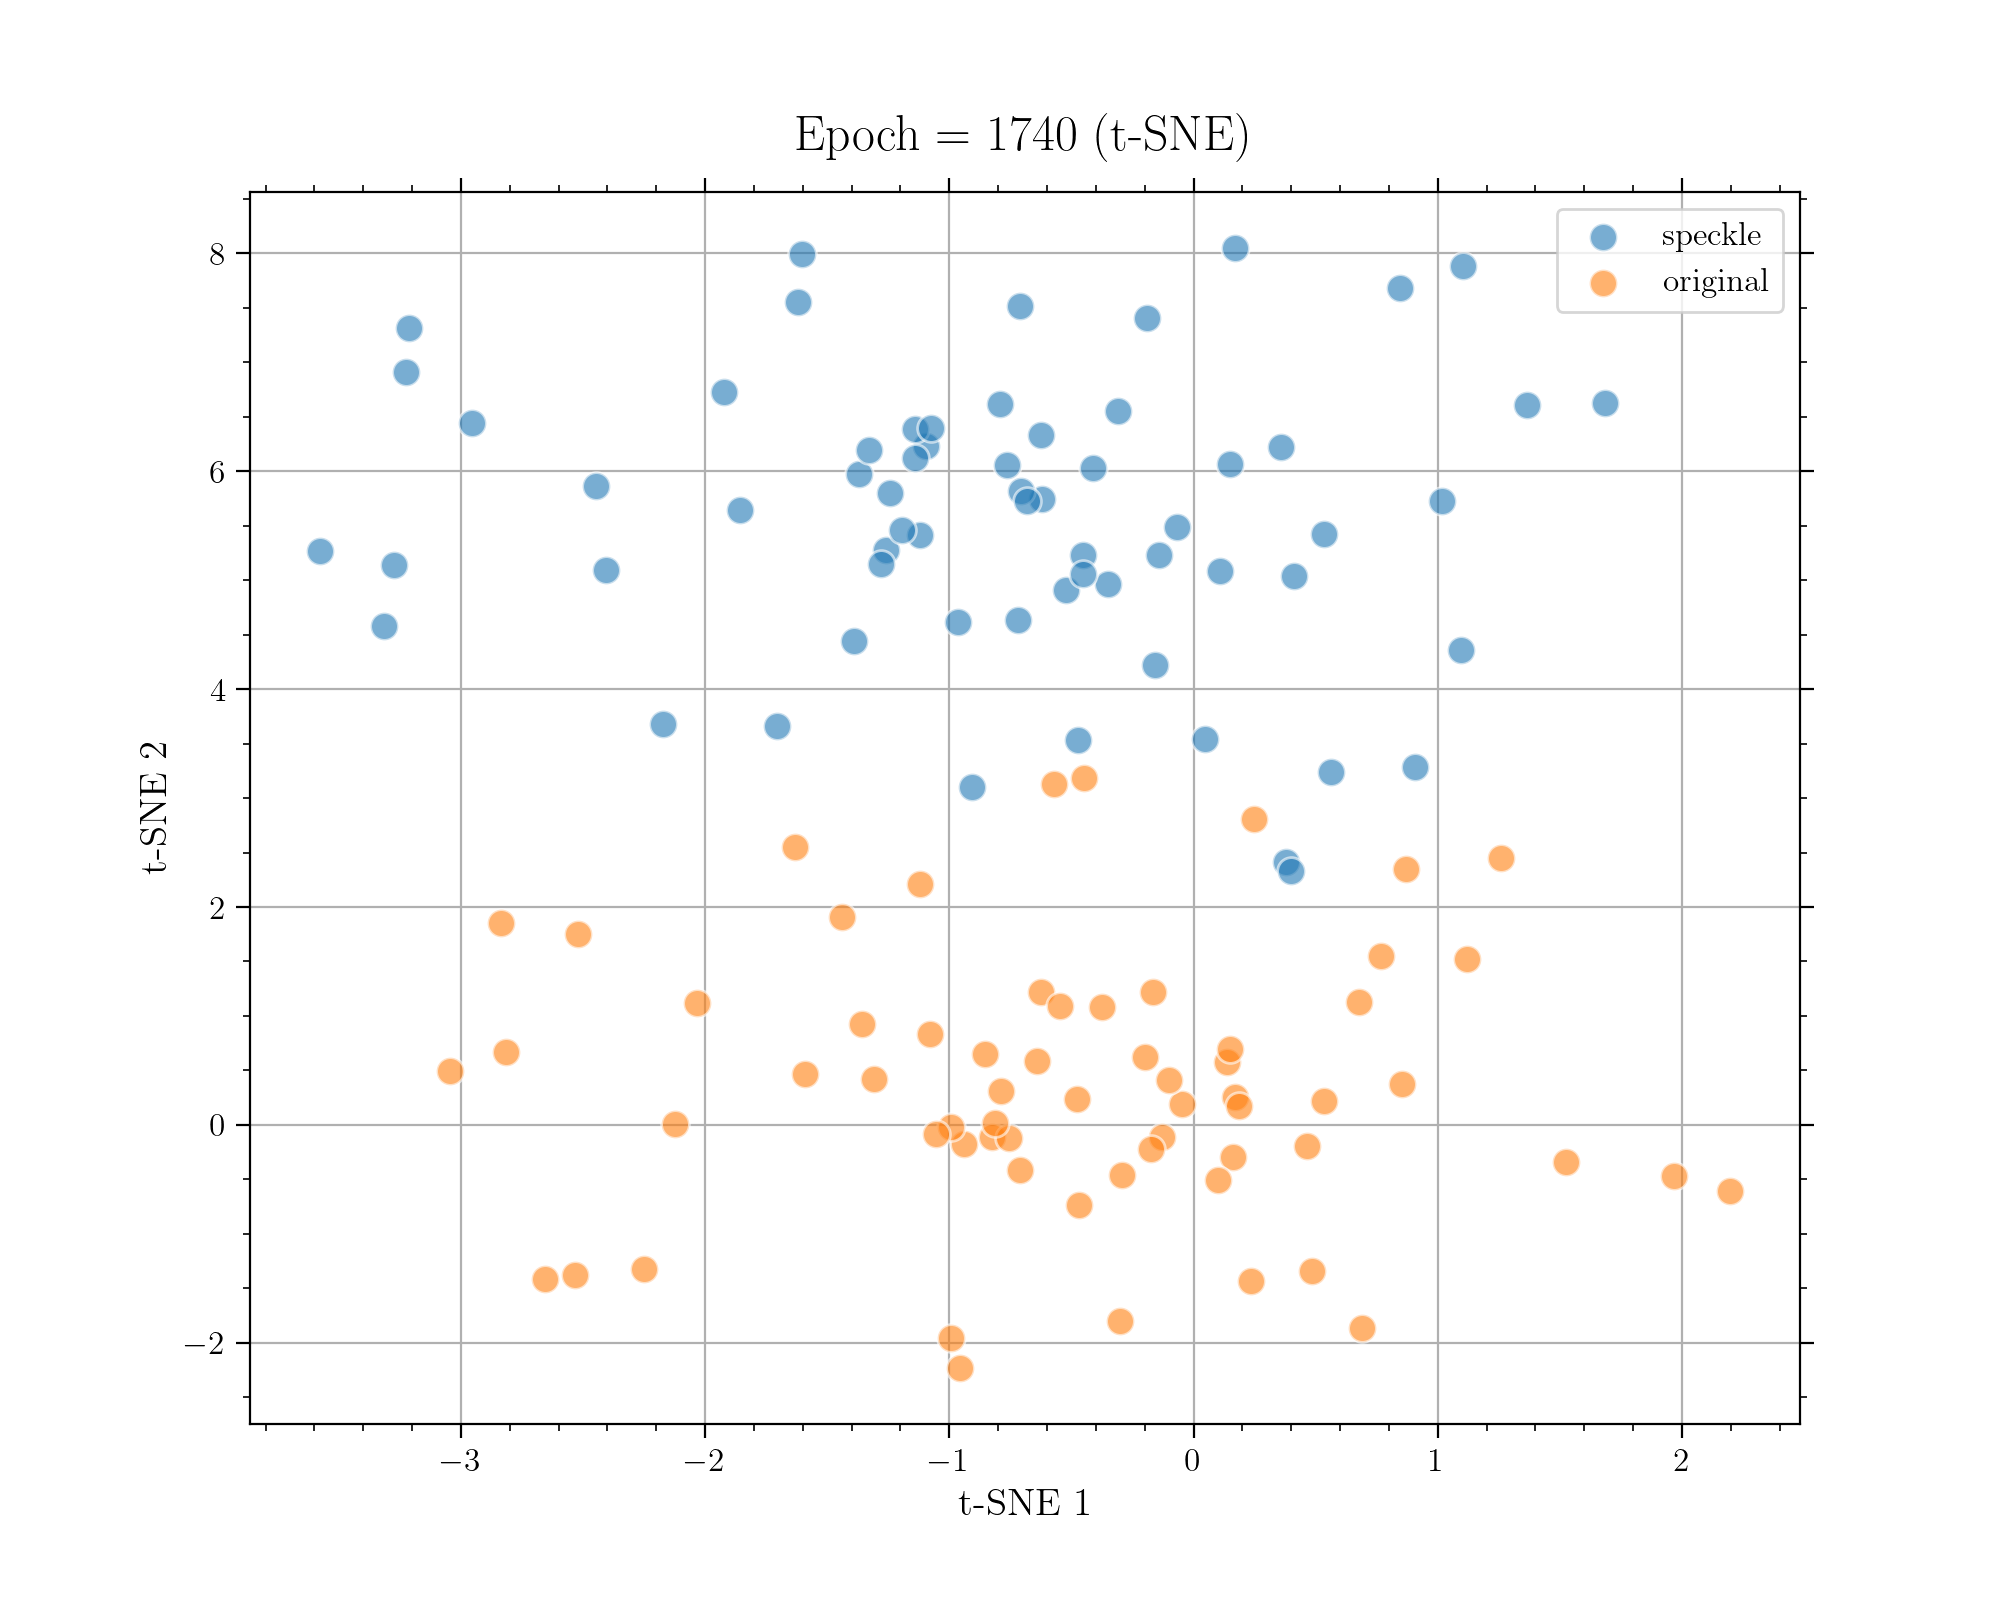 Epoch = 1740 (t-SNE)
speckle
original
8
6
4
2
0
−2
t-SNE 2
−3
−2
−1
0
1
2
t-SNE 1